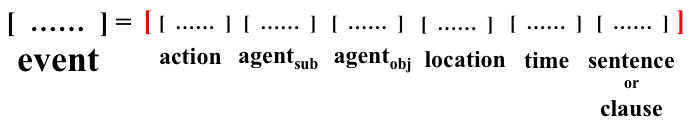 [ ...... ] = [ [ ...... ] [ ...... ] [ ...... ] [ ...... ] [ ...... ] [ ...... ] ]
event action agentsub agentobj location time sentence
or
clause